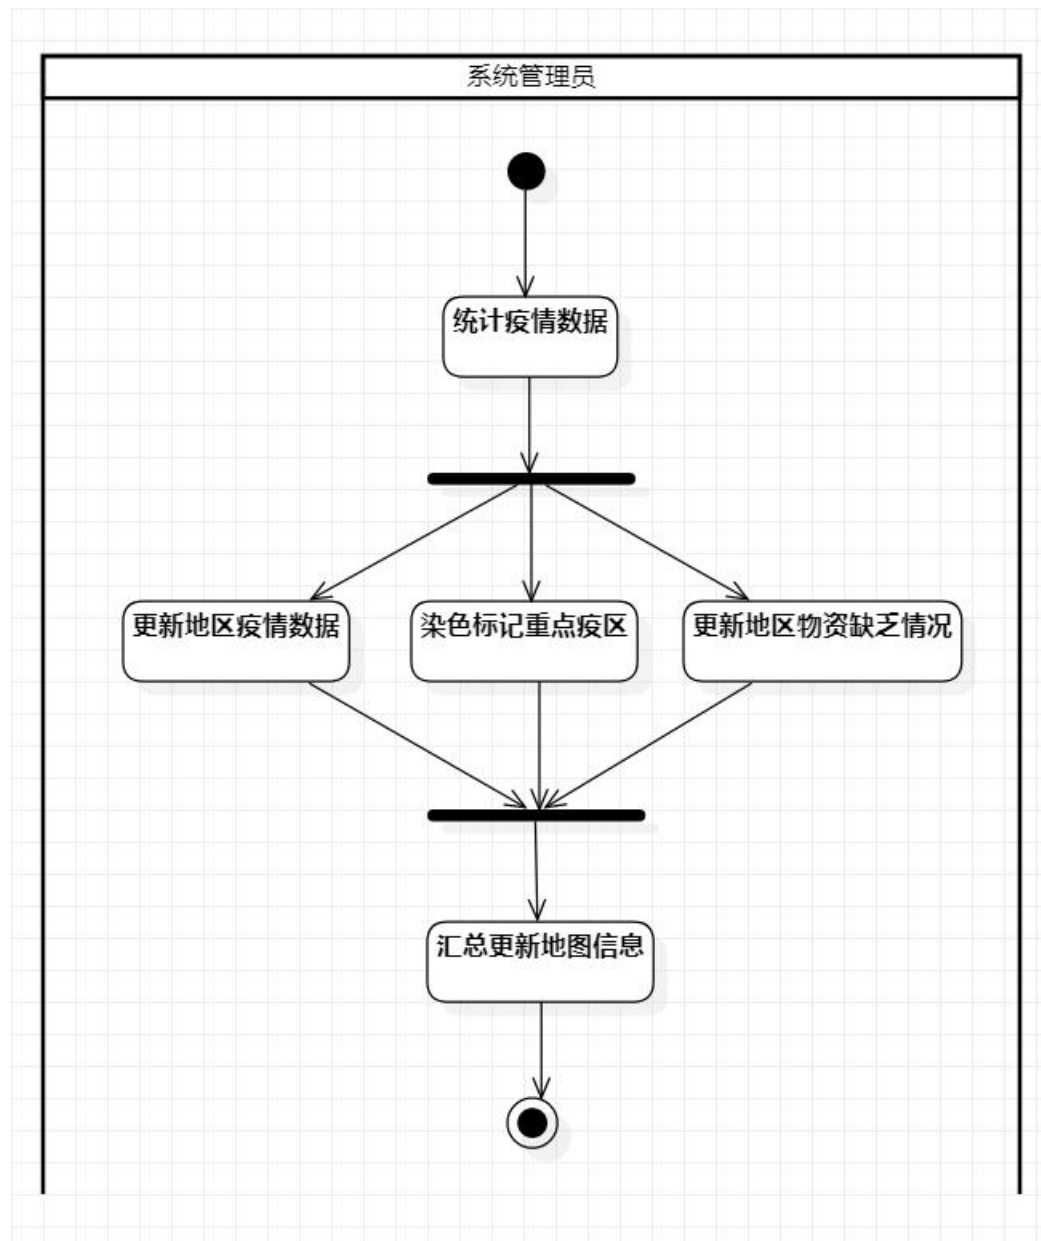 系统管理员
统计疫情数据
更新地区疫情数据
染色标记重点疫区
更新地区物资缺乏情况
汇总更新地图信息